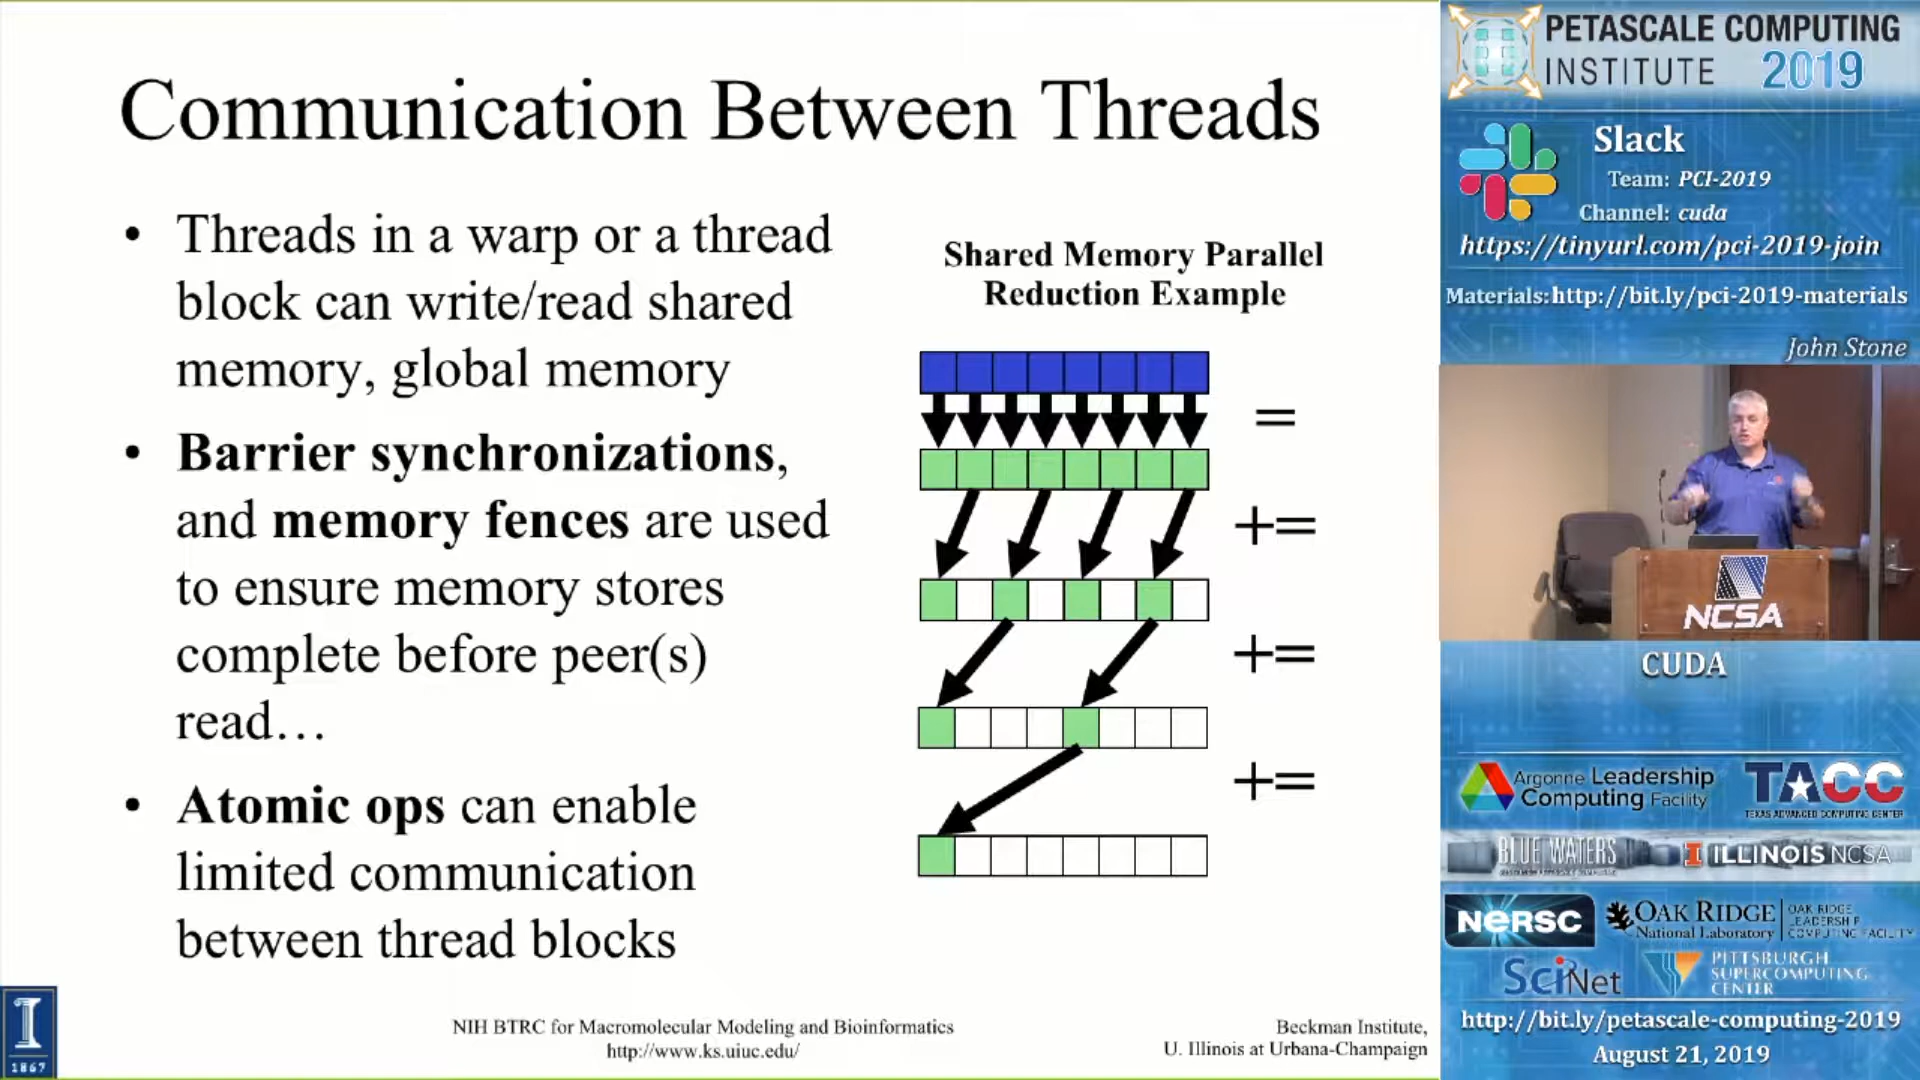 Communication Between Threads
• Threads in a warp or a thread
block can write/read shared
memory, global memory
• Barrier synchronizations,
and memory fences are used
to ensure memory stores
complete before peer(s)
read…
• Atomic ops can enable
limited communication
between thread blocks
Shared Memory Parallel
Reduction Example
=
+=
+=
+=
I
1867
NIH BTRC for Macromolecular Modeling and Bioinformatics
http://www.ks.uiuc.edu/
Beckman Institute,
U. Illinois at Urbana-Champaign
PETASCALE COMPUTING
INSTITUTE 2019
Slack
Team: PCI-2019
Channel: cuda
https://tinyurl.com/pci-2019-join
Materials:http://bit.ly/pci-2019-materials
John Stone
NCSA
CUDA
Argonne Leadership
Computing Facility
TACC
TEXAS ADVANCED COMPUTING CENTER
BLUE WATERS
I ILLINOIS NCSA
NERSC
OAK RIDGE
National Laboratory
OAK RIDGE
LEADERSHIP
COMPUTING FACILITY
SciNet
PITTSBURGH
SUPERCOMPUTING
CENTER
http://bit.ly/petascale-computing-2019
August 21, 2019